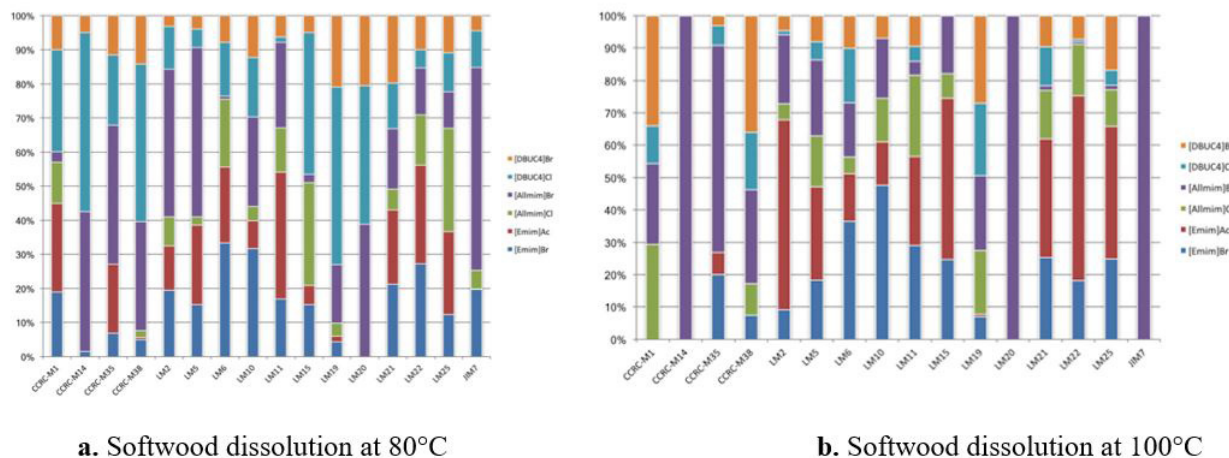 100%
90%
80%
70%
60%
50%
40%
30%
20%
10%
0%
CCRC-M1
CCRC-M14
CCRC-M35
CCRC-M38
LM2
LM5
LM6
LM10
LM11
LM15
LM19
LM20
LM21
LM22
LM25
JIM7
[DBUC4]Br
[DBUC4]Cl
[Allmim]Br
[Allmim]Cl
[Emim]Ac
[Emim]Br
a. Softwood dissolution at 80°C
100%
90%
80%
70%
60%
50%
40%
30%
20%
10%
0%
CCRC-M1
CCRC-M14
CCRC-M35
CCRC-M38
LM2
LM5
LM6
LM10
LM11
LM15
LM19
LM20
LM21
LM22
LM25
JIM7
[DBUC4]B
[DBUC4]C
[Allmim]B
[Allmim]C
[Emim]Ac
[Emim]Br
b. Softwood dissolution at 100°C